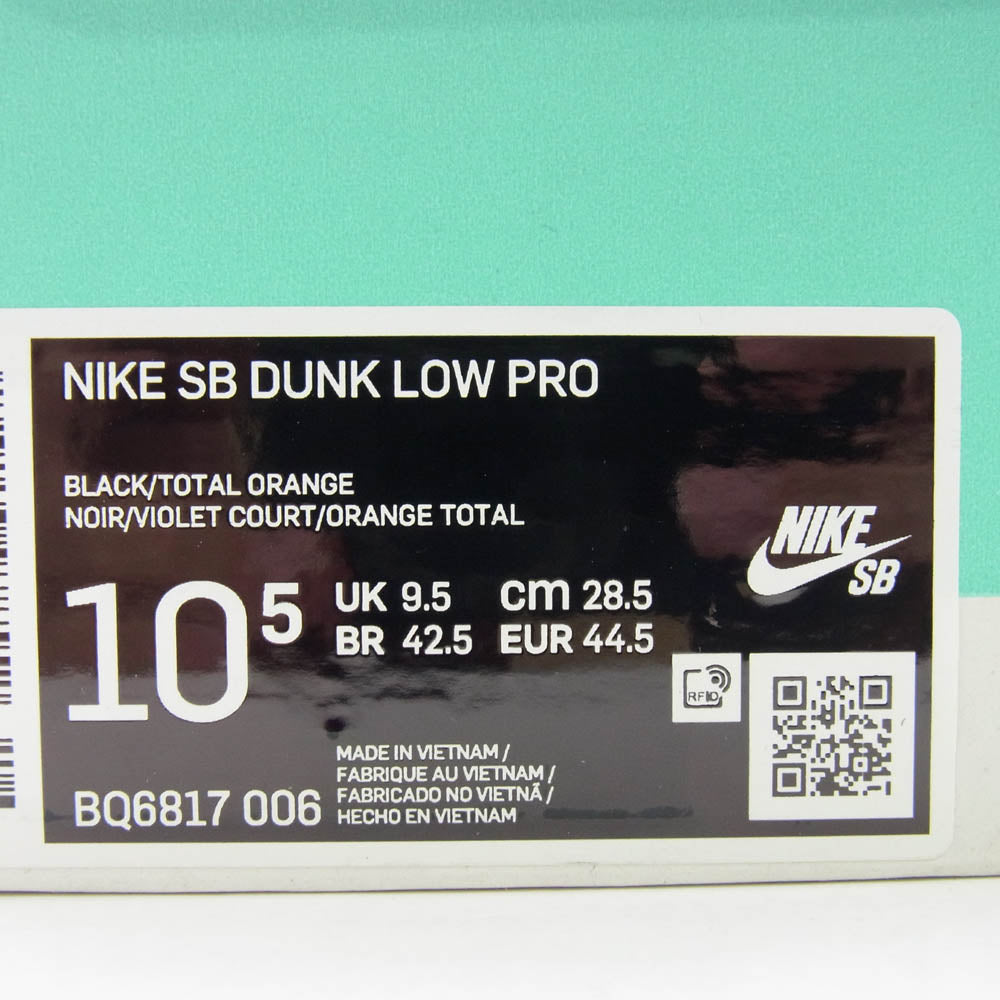 NIKE SB DUNK LOW PRO
BLACK/TOTAL ORANGE
NOIR/VIOLET COURT/ORANGE TOTAL
NIKE
SB
10⁵
UK 9.5 cm 28.5
BR 42.5 EUR 44.5
RFID
MADE IN VIETNAM /
FABRIQUE AU VIETNAM /
FABRICADO NO VIETNÃ /
HECHO EN VIETNAM
BQ6817 006